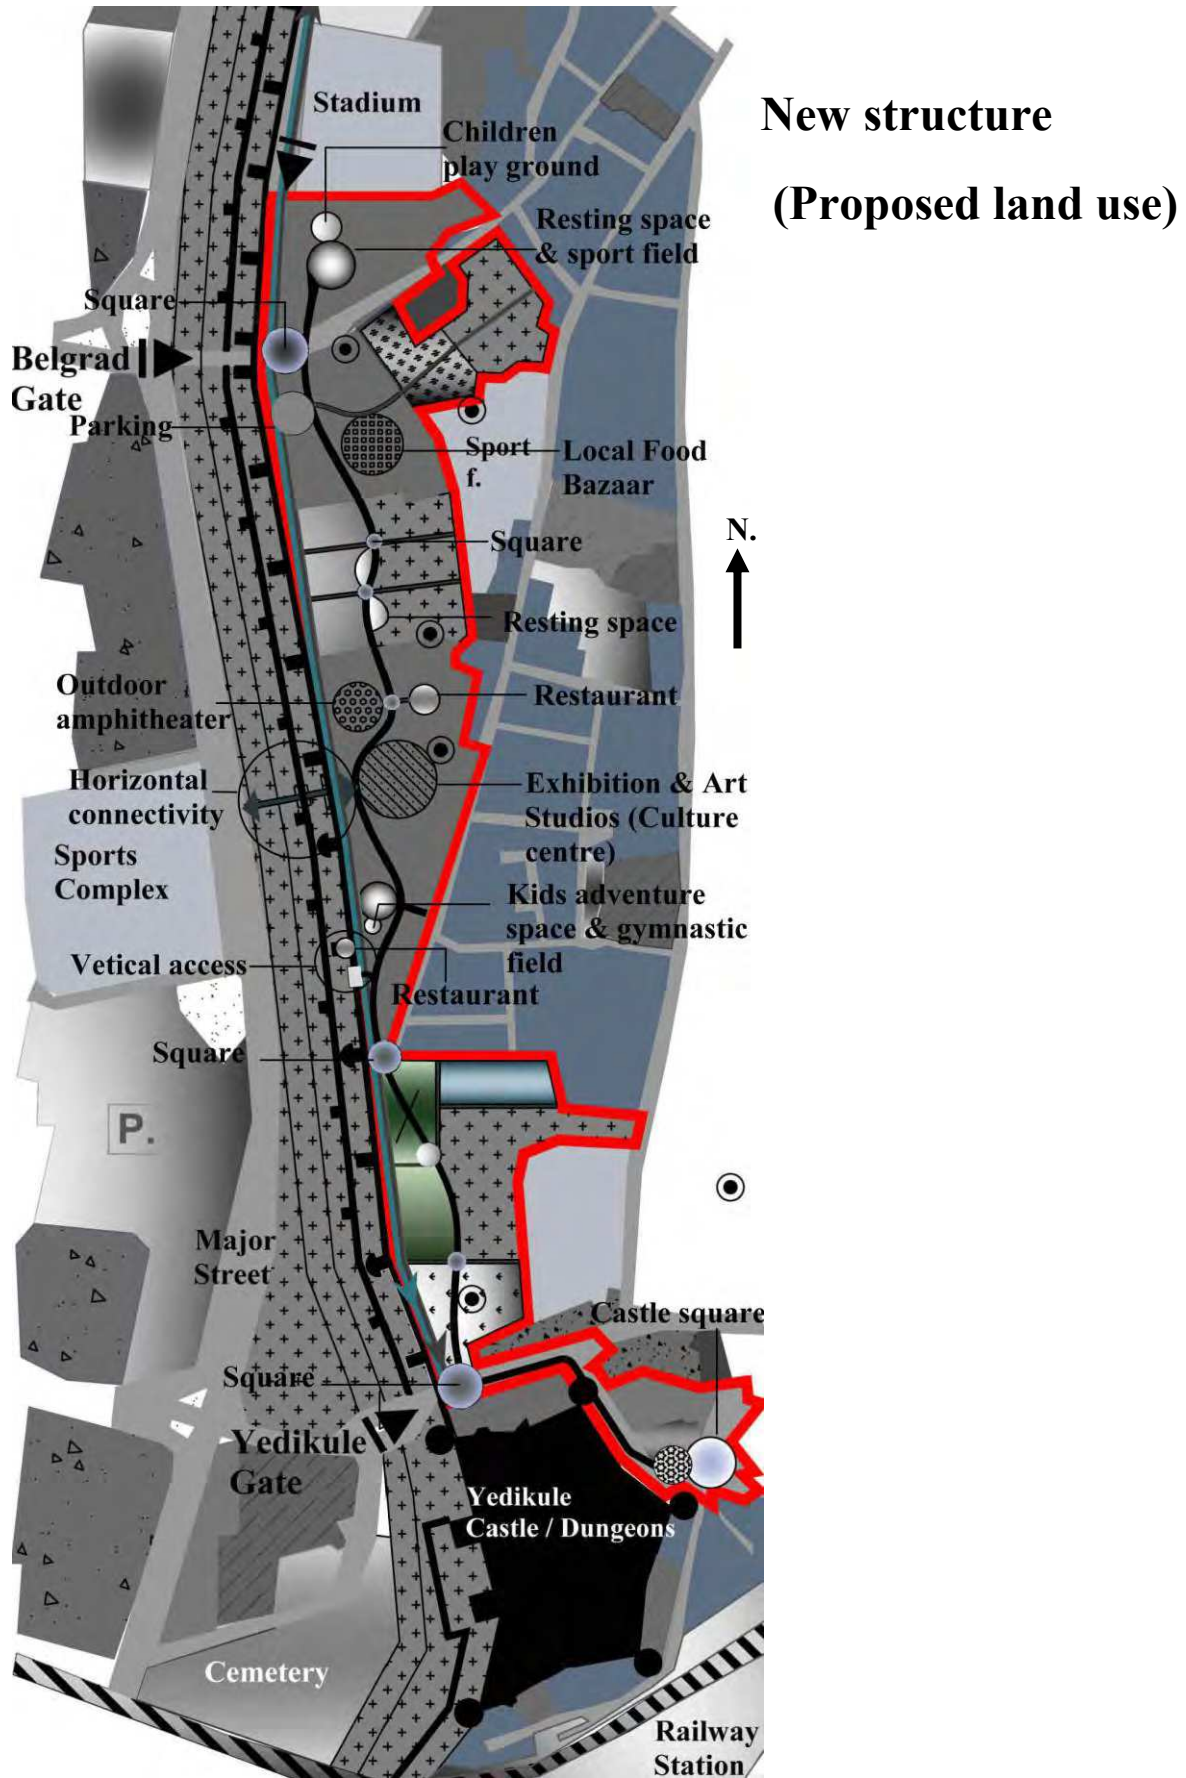 New structure
(Proposed land use)
Stadium
Children
play ground
Resting space
& sport field
Square
Belgrad
Gate
Parking
Sport
f.
Local Food
Bazaar
N.
Square
Resting space
Outdoor
amphitheater
Restaurant
Horizontal
connectivity
Exhibition & Art
Studios (Culture
centre)
Sports
Complex
Kids adventure
space & gymnastic
field
Vetical access
Restaurant
Square
P.
Major
Street
Castle square
Square
Yedikule
Gate
Yedikule
Castle / Dungeons
Cemetery
Railway
Station